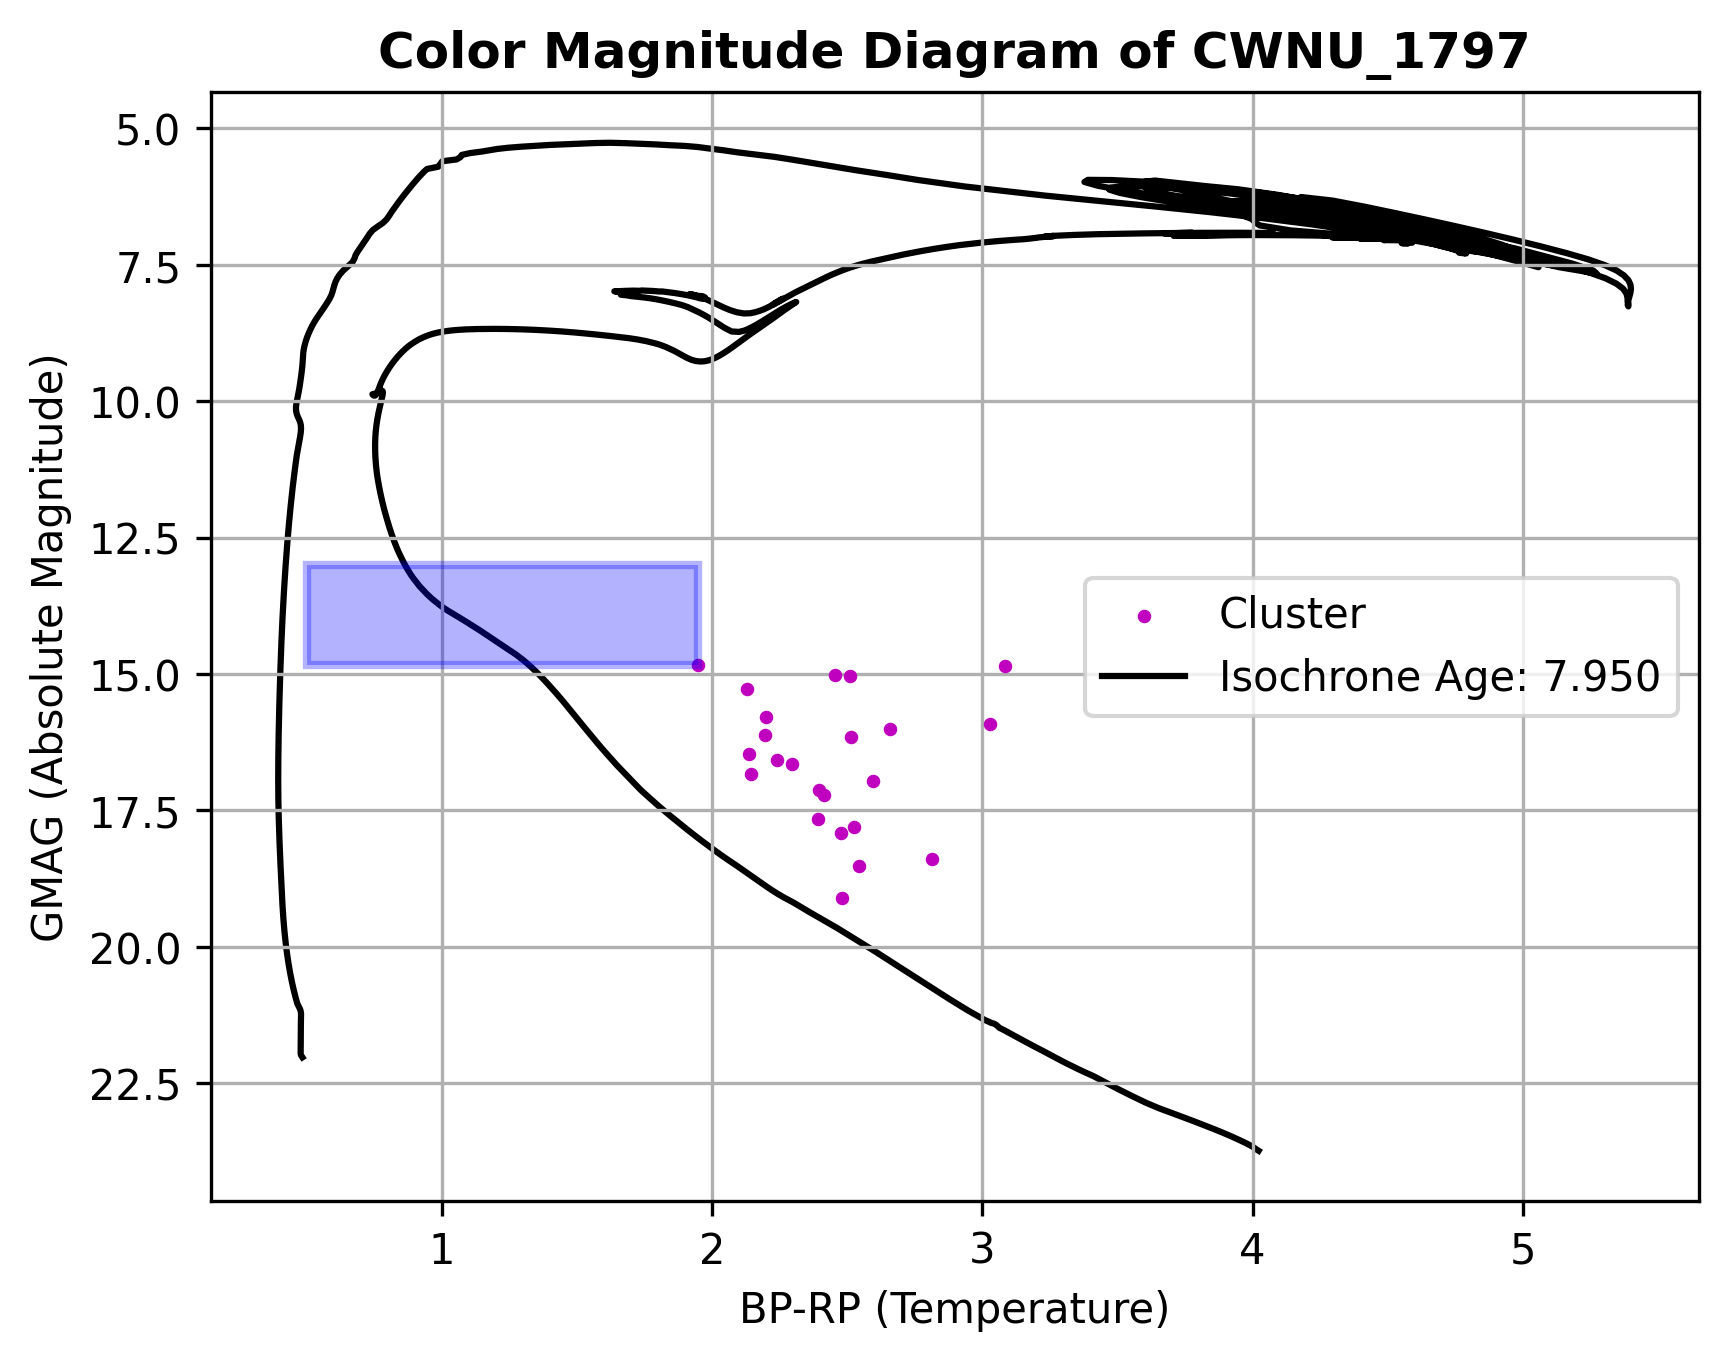 Color Magnitude Diagram of CWNU_1797
GMAG (Absolute Magnitude)
5.0
7.5
10.0
12.5
15.0
17.5
20.0
22.5
Cluster
Isochrone Age: 7.950
1 2 3 4 5
BP-RP (Temperature)